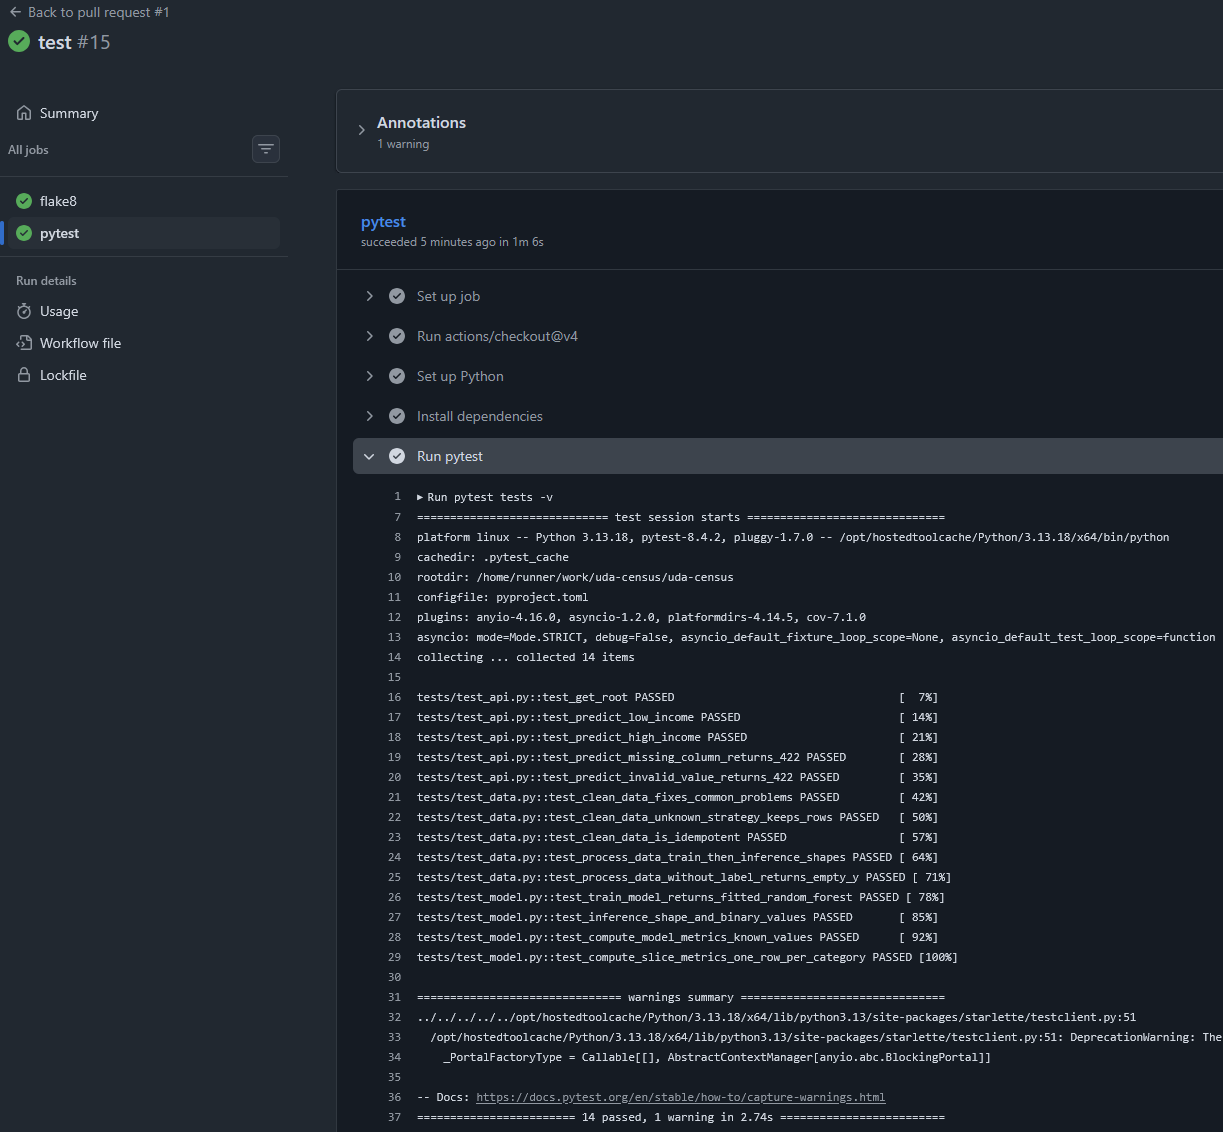 ← Back to pull request #1
test #15
Summary
All jobs
flake8
pytest
Run details
Usage
Workflow file
Lockfile
Annotations
1 warning
pytest
succeeded 5 minutes ago in 1m 6s
Set up job
Run actions/checkout@v4
Set up Python
Install dependencies
Run pytest
1 ▶ Run pytest tests -v
7 ============================= test session starts ==============================
8 platform linux -- Python 3.13.18, pytest-8.4.2, pluggy-1.7.0 -- /opt/hostedtoolcache/Python/3.13.18/x64/bin/python
9 cachedir: .pytest_cache
10 rootdir: /home/runner/work/uda-census/uda-census
11 configfile: pyproject.toml
12 plugins: anyio-4.16.0, asyncio-1.2.0, platformdirs-4.14.5, cov-7.1.0
13 asyncio: mode=Mode.STRICT, debug=False, asyncio_default_fixture_loop_scope=None, asyncio_default_test_loop_scope=function
14 collecting ... collected 14 items
15
16 tests/test_api.py::test_get_root PASSED [  7%]
17 tests/test_api.py::test_predict_low_income PASSED [ 14%]
18 tests/test_api.py::test_predict_high_income PASSED [ 21%]
19 tests/test_api.py::test_predict_missing_column_returns_422 PASSED [ 28%]
20 tests/test_api.py::test_predict_invalid_value_returns_422 PASSED [ 35%]
21 tests/test_data.py::test_clean_data_fixes_common_problems PASSED [ 42%]
22 tests/test_data.py::test_clean_data_unknown_strategy_keeps_rows PASSED [ 50%]
23 tests/test_data.py::test_clean_data_is_idempotent PASSED [ 57%]
24 tests/test_data.py::test_process_data_train_then_inference_shapes PASSED [ 64%]
25 tests/test_data.py::test_process_data_without_label_returns_empty_y PASSED [ 71%]
26 tests/test_model.py::test_train_model_returns_fitted_random_forest PASSED [ 78%]
27 tests/test_model.py::test_inference_shape_and_binary_values PASSED [ 85%]
28 tests/test_model.py::test_compute_model_metrics_known_values PASSED [ 92%]
29 tests/test_model.py::test_compute_slice_metrics_one_row_per_category PASSED [100%]
30
31 =============================== warnings summary ===============================
32 ../../../../../opt/hostedtoolcache/Python/3.13.18/x64/lib/python3.13/site-packages/starlette/testclient.py:51
33 /opt/hostedtoolcache/Python/3.13.18/x64/lib/python3.13/site-packages/starlette/testclient.py:51: DeprecationWarning: The
34 _PortalFactoryType = Callable[[], AbstractContextManager[anyio.abc.BlockingPortal]]
35
36 -- Docs: https://docs.pytest.org/en/stable/how-to/capture-warnings.html
37 ======================== 14 passed, 1 warning in 2.74s =========================